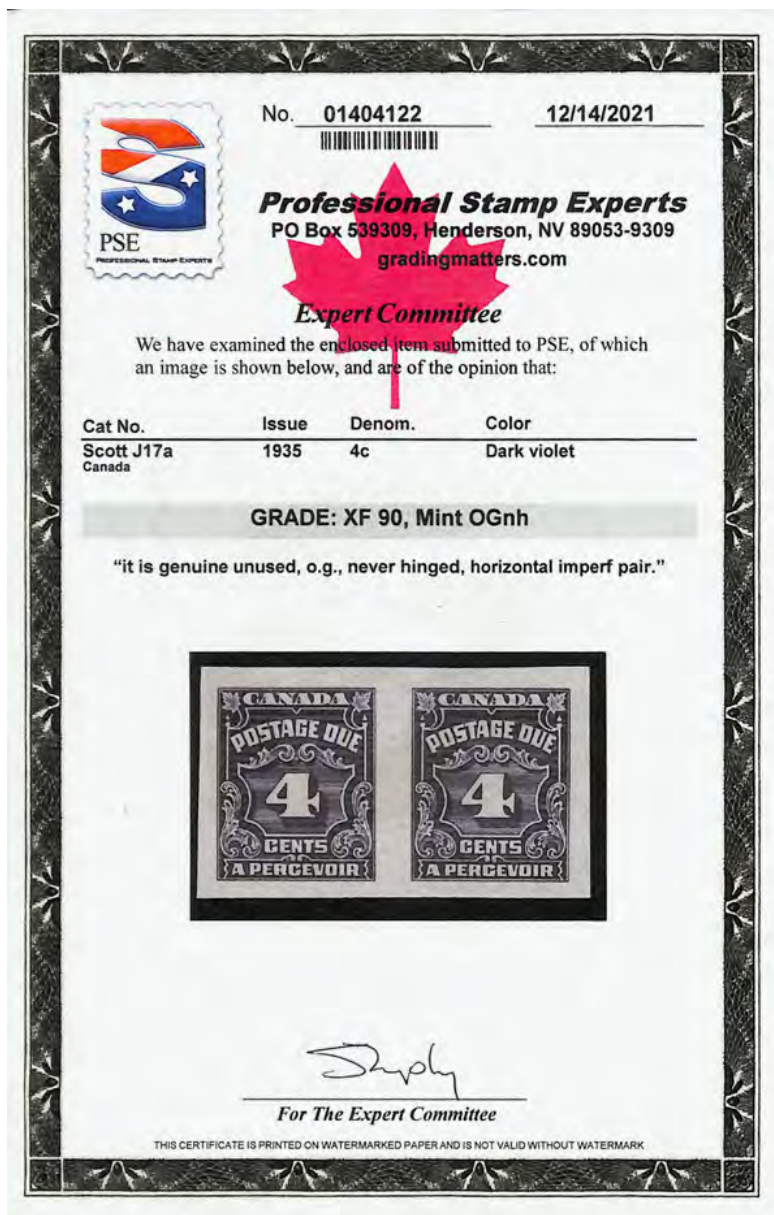 No. 01404122 12/14/2021
PSE
PROFESSIONAL STAMP EXPERTS
Professional Stamp Experts
PO Box 539309, Henderson, NV 89053-9309
gradingmatters.com
Expert Committee
We have examined the enclosed item submitted to PSE, of which
an image is shown below, and are of the opinion that:
Cat No. Issue Denom. Color
Scott J17a 1935 4c Dark violet
Canada
GRADE: XF 90, Mint OGnh
“it is genuine unused, o.g., never hinged, horizontal imperf pair.”
CANADA CANADA
POSTAGE DUE POSTAGE DUE
4 4
CENTS CENTS
A PERCEVOIR A PERCEVOIR
For The Expert Committee
THIS CERTIFICATE IS PRINTED ON WATERMARKED PAPER AND IS NOT VALID WITHOUT WATERMARK